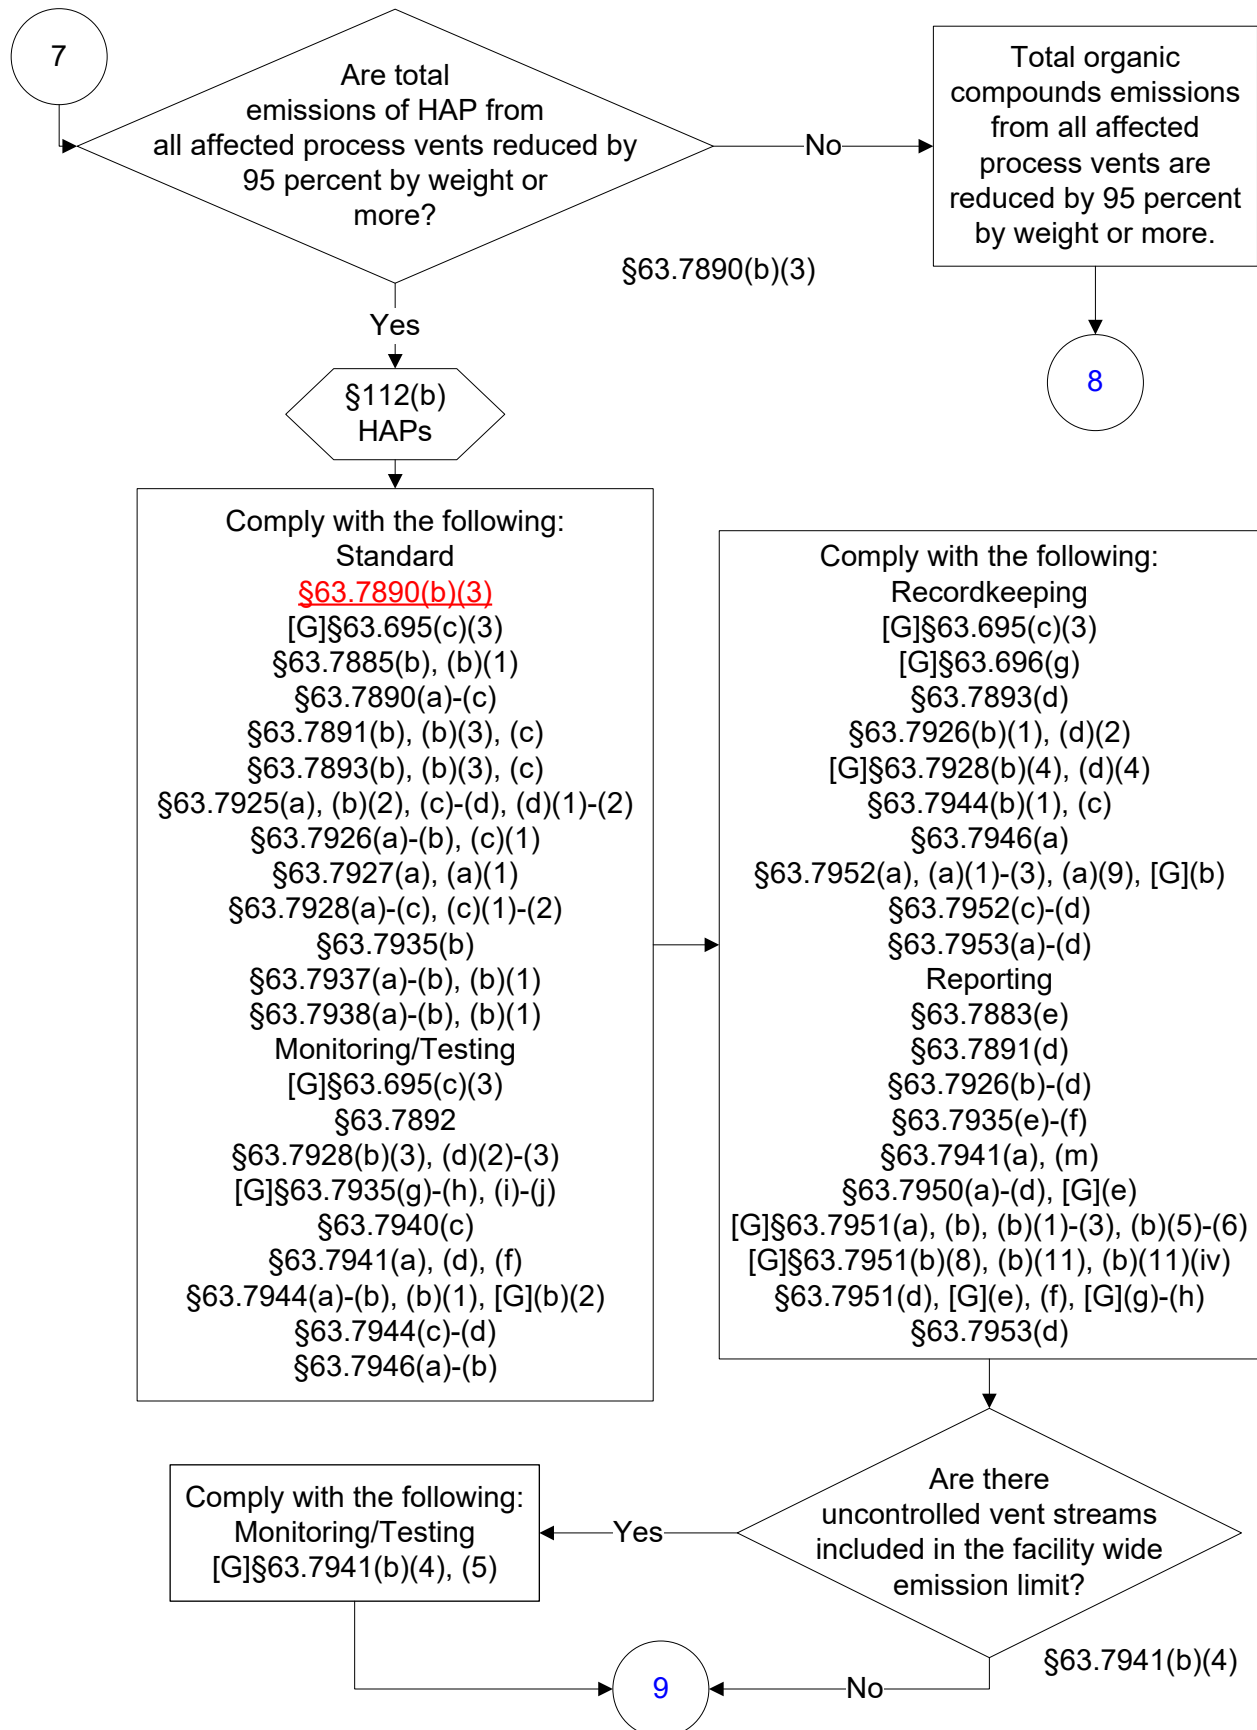 7
Are total
emissions of HAP from
all affected process vents reduced by
95 percent by weight or
more?
No
Total organic
compounds emissions
from all affected
process vents are
reduced by 95 percent
by weight or more.
§63.7890(b)(3)
Yes
8
§112(b)
HAPs
Comply with the following:
Standard
§63.7890(b)(3)
[G]§63.695(c)(3)
§63.7885(b), (b)(1)
§63.7890(a)-(c)
§63.7891(b), (b)(3), (c)
§63.7893(b), (b)(3), (c)
§63.7925(a), (b)(2), (c)-(d), (d)(1)-(2)
§63.7926(a)-(b), (c)(1)
§63.7927(a), (a)(1)
§63.7928(a)-(c), (c)(1)-(2)
§63.7935(b)
§63.7937(a)-(b), (b)(1)
§63.7938(a)-(b), (b)(1)
Monitoring/Testing
[G]§63.695(c)(3)
§63.7892
§63.7928(b)(3), (d)(2)-(3)
[G]§63.7935(g)-(h), (i)-(j)
§63.7940(c)
§63.7941(a), (d), (f)
§63.7944(a)-(b), (b)(1), [G](b)(2)
§63.7944(c)-(d)
§63.7946(a)-(b)
Comply with the following:
Recordkeeping
[G]§63.695(c)(3)
[G]§63.696(g)
§63.7893(d)
§63.7926(b)(1), (d)(2)
[G]§63.7928(b)(4), (d)(4)
§63.7944(b)(1), (c)
§63.7946(a)
§63.7952(a), (a)(1)-(3), (a)(9), [G](b)
§63.7952(c)-(d)
§63.7953(a)-(d)
Reporting
§63.7883(e)
§63.7891(d)
§63.7926(b)-(d)
§63.7935(e)-(f)
§63.7941(a), (m)
§63.7950(a)-(d), [G](e)
[G]§63.7951(a), (b), (b)(1)-(3), (b)(5)-(6)
[G]§63.7951(b)(8), (b)(11), (b)(11)(iv)
§63.7951(d), [G](e), (f), [G](g)-(h)
§63.7953(d)
Are there
uncontrolled vent streams
included in the facility wide
emission limit?
Yes
Comply with the following:
Monitoring/Testing
[G]§63.7941(b)(4), (5)
§63.7941(b)(4)
No
9